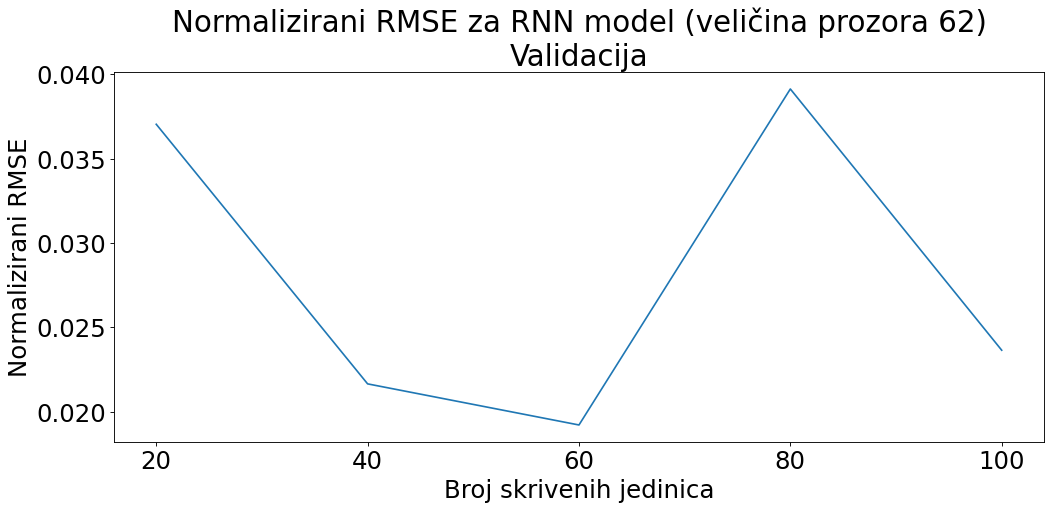 Normalizirani RMSE za RNN model (veličina prozora 62)
Validacija
Normalizirani RMSE
0.040
0.035
0.030
0.025
0.020
20 40 60 80 100
Broj skrivenih jedinica